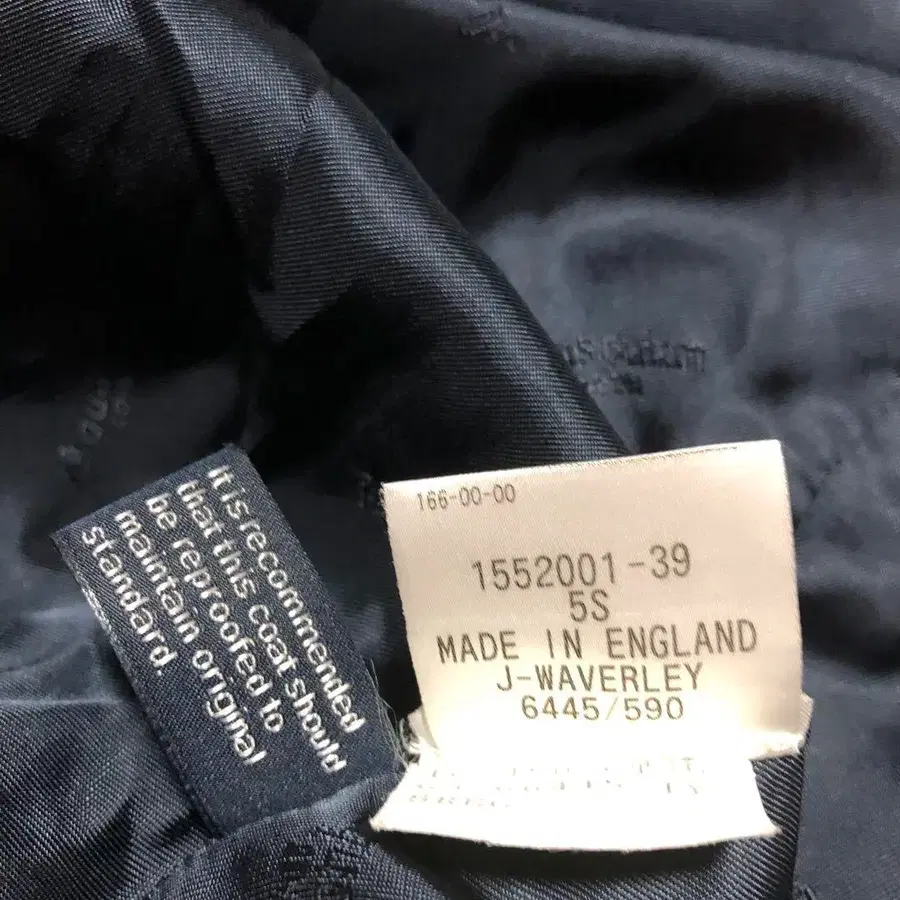 It is recommended
that this coat should
be reproofed to
maintain original
standard.
166-00-00
1552001-39
5S
MADE IN ENGLAND
J-WAVERLEY
6445/590